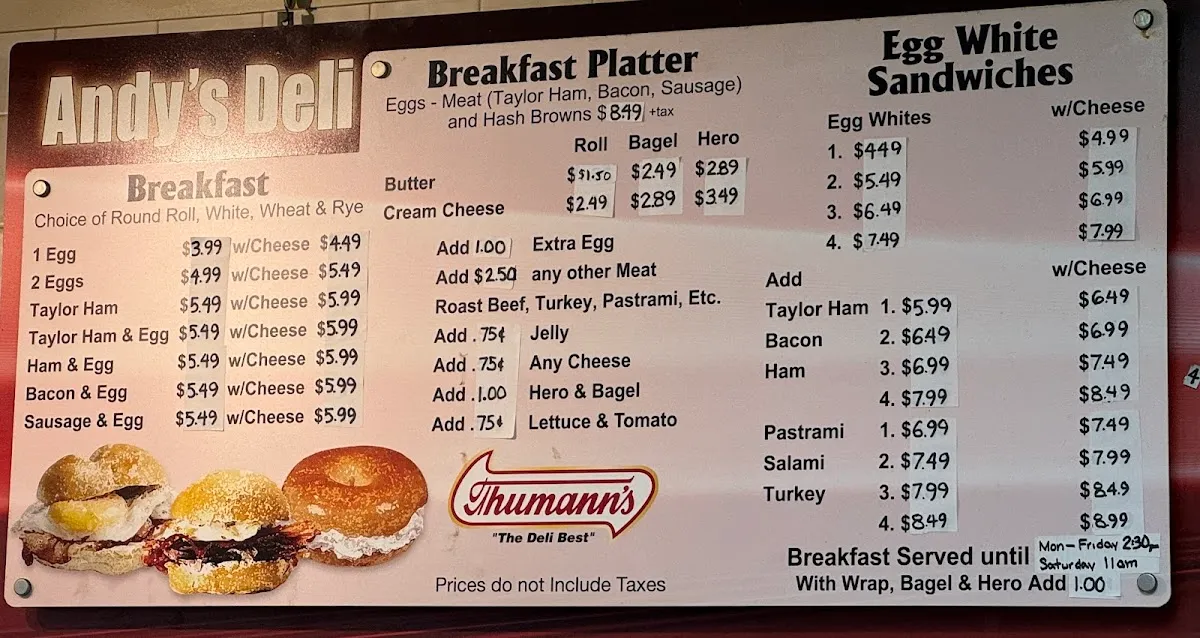 Andy's Deli
Breakfast
Choice of Round Roll, White, Wheat & Rye
1 Egg $3.99 w/Cheese $4.49
2 Eggs $4.99 w/Cheese $5.49
Taylor Ham $5.49 w/Cheese $5.99
Taylor Ham & Egg $5.49 w/Cheese $5.99
Ham & Egg $5.49 w/Cheese $5.99
Bacon & Egg $5.49 w/Cheese $5.99
Sausage & Egg $5.49 w/Cheese $5.99
Breakfast Platter
Eggs - Meat (Taylor Ham, Bacon, Sausage)
and Hash Browns $8.49 +tax
Roll Bagel Hero
Butter $ $1.50 $2.49 $2.89
Cream Cheese $2.49 $2.89 $3.49
Add 1.00 Extra Egg
Add $2.50 any other Meat
Roast Beef, Turkey, Pastrami, Etc.
Add .75¢ Jelly
Add .75¢ Any Cheese
Add .1.00 Hero & Bagel
Add .75¢ Lettuce & Tomato
Thumann's
"The Deli Best"
Prices do not Include Taxes
Egg White
Sandwiches
Egg Whites w/Cheese
1. $4.49 $4.99
2. $5.49 $5.99
3. $6.49 $6.99
4. $7.49 $7.99
Add w/Cheese
Taylor Ham 1. $5.99 $6.49
Bacon 2. $6.49 $6.99
Ham 3. $6.99 $7.49
4. $7.99 $8.49
Pastrami 1. $6.99 $7.49
Salami 2. $7.49 $7.99
Turkey 3. $7.99 $84.9
4. $8.49 $8.99
Breakfast Served until Mon-Friday 2:30pm
Saturday 11am
With Wrap, Bagel & Hero Add 1.00
4